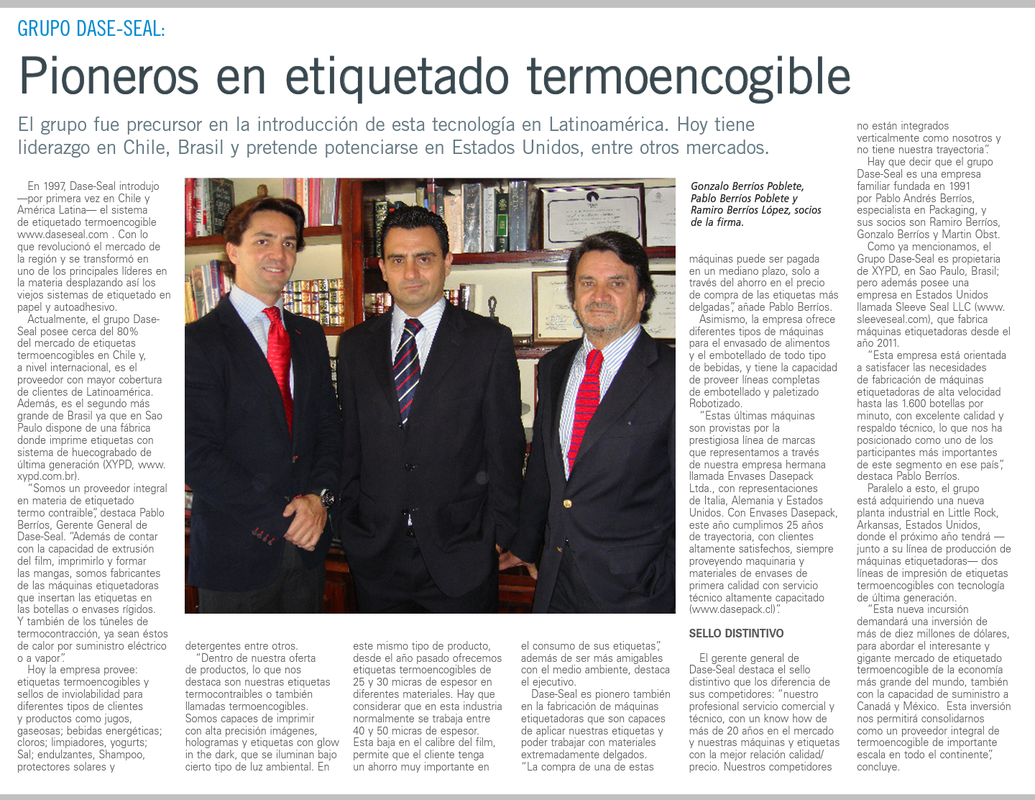 GRUPO DASE-SEAL:
Pioneros en etiquetado termoencogible
El grupo fue precursor en la introducción de esta tecnología en Latinoamérica. Hoy tiene
liderazgo en Chile, Brasil y pretende potenciarse en Estados Unidos, entre otros mercados.
En 1997, Dase-Seal introdujo
—por primera vez en Chile y
América Latina— el sistema
de etiquetado termoencogible
www.daseseal.com . Con lo
que revolucionó el mercado de
la región y se transformó en
uno de los principales líderes en
la materia desplazando así los
viejos sistemas de etiquetado en
papel y autoadhesivo.
Actualmente, el grupo Dase-
Seal posee cerca del 80%
del mercado de etiquetas
termoencogibles en Chile y,
a nivel internacional, es el
proveedor con mayor cobertura
de clientes de Latinoamérica.
Además, es el segundo más
grande de Brasil ya que en Sao
Paulo dispone de una fábrica
donde imprime etiquetas con
sistema de huecograbado de
última generación (XYPD, www.
xypd.com.br).
"Somos un proveedor integral
en materia de etiquetado
termo contraible", destaca Pablo
Berríos, Gerente General de
Dase-Seal. "Además de contar
con la capacidad de extrusión
del film, imprimirlo y formar
las mangas, somos fabricantes
de las máquinas etiquetadoras
que insertan las etiquetas en
las botellas o envases rígidos.
Y también de los túneles de
termocontracción, ya sean éstos
de calor por suministro eléctrico
o a vapor".
Hoy la empresa provee:
etiquetas termoencogibles y
sellos de inviolabilidad para
diferentes tipos de clientes
y productos como jugos,
gaseosas; bebidas energéticas;
cloros; limpiadores, yogurts;
Sal; endulzantes, Shampoo,
protectores solares y
detergentes entre otros.
"Dentro de nuestra oferta
de productos, lo que nos
destaca son nuestras etiquetas
termocontraibles o también
llamadas termoencogibles.
Somos capaces de imprimir
con alta precisión imágenes,
hologramas y etiquetas con glow
in the dark, que se iluminan bajo
cierto tipo de luz ambiental. En
este mismo tipo de producto,
desde el año pasado ofrecemos
etiquetas termoencogibles de
25 y 30 micras de espesor en
diferentes materiales. Hay que
considerar que en esta industria
normalmente se trabaja entre
40 y 50 micras de espesor.
Esta baja en el calibre del film,
permite que el cliente tenga
un ahorro muy importante en
el consumo de sus etiquetas",
además de ser más amigables
con el medio ambiente, destaca
el ejecutivo.
Dase-Seal es pionero también
en la fabricación de máquinas
etiquetadoras que son capaces
de aplicar nuestras etiquetas y
poder trabajar con materiales
extremadamente delgados.
"La compra de una de estas
Gonzalo Berríos Poblete,
Pablo Berríos Poblete y
Ramiro Berríos López, socios
de la firma.
máquinas puede ser pagada
en un mediano plazo, solo a
través del ahorro en el precio
de compra de las etiquetas más
delgadas", añade Pablo Berríos.
Asimismo, la empresa ofrece
diferentes tipos de máquinas
para el envasado de alimentos
y el embotellado de todo tipo
de bebidas, y tiene la capacidad
de proveer líneas completas
de embotellado y paletizado
Robotizado.
"Estas últimas máquinas
son provistas por la
prestigiosa línea de marcas
que representamos a través
de nuestra empresa hermana
llamada Envases Dasepack
Ltda., con representaciones
de Italia, Alemania y Estados
Unidos. Con Envases Dasepack,
este año cumplimos 25 años
de trayectoria, con clientes
altamente satisfechos, siempre
proveyendo maquinaria y
materiales de envases de
primera calidad con servicio
técnico altamente capacitado
(www.dasepack.cl)".
SELLO DISTINTIVO
El gerente general de
Dase-Seal destaca el sello
distintivo que los diferencia de
sus competidores: "nuestro
profesional servicio comercial y
técnico, con un know how de
más de 20 años en el mercado
y nuestras máquinas y etiquetas
con la mejor relación calidad/
precio. Nuestros competidores
no están integrados
verticalmente como nosotros y
no tiene nuestra trayectoria".
Hay que decir que el grupo
Dase-Seal es una empresa
familiar fundada en 1991
por Pablo Andrés Berríos,
especialista en Packaging, y
sus socios son Ramiro Berríos,
Gonzalo Berríos y Martin Obst.
Como ya mencionamos, el
Grupo Dase-Seal es propietaria
de XYPD, en Sao Paulo, Brasil;
pero además posee una
empresa en Estados Unidos
llamada Sleeve Seal LLC (www.
sleeveseal.com), que fabrica
máquinas etiquetadoras desde el
año 2011.
"Esta empresa está orientada
a satisfacer las necesidades
de fabricación de máquinas
etiquetadoras de alta velocidad
hasta las 1.600 botellas por
minuto, con excelente calidad y
respaldo técnico, lo que nos ha
posicionado como uno de los
participantes más importantes
de este segmento en ese país",
destaca Pablo Berríos.
Paralelo a esto, el grupo
está adquiriendo una nueva
planta industrial en Little Rock,
Arkansas, Estados Unidos,
donde el próximo año tendrá —
junto a su línea de producción de
máquinas etiquetadoras— dos
líneas de impresión de etiquetas
termoencogibles con tecnología
de última generación.
"Esta nueva incursión
demandará una inversión de
más de diez millones de dólares,
para abordar el interesante y
gigante mercado de etiquetado
termoencogible de la economía
más grande del mundo, también
con la capacidad de suministro a
Canadá y México. Esta inversión
nos permitirá consolidarnos
como un proveedor integral de
termoencogible de importante
escala en todo el continente",
concluye.